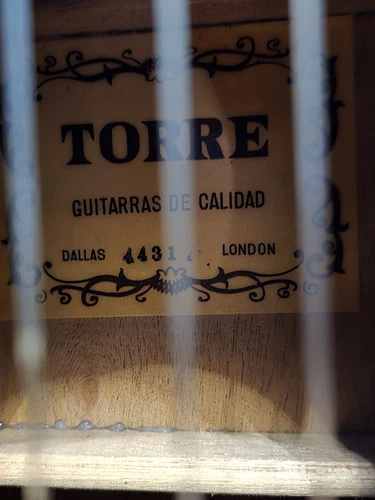 TORRE
GUITARRAS DE CALIDAD
DALLAS 4431 LONDON